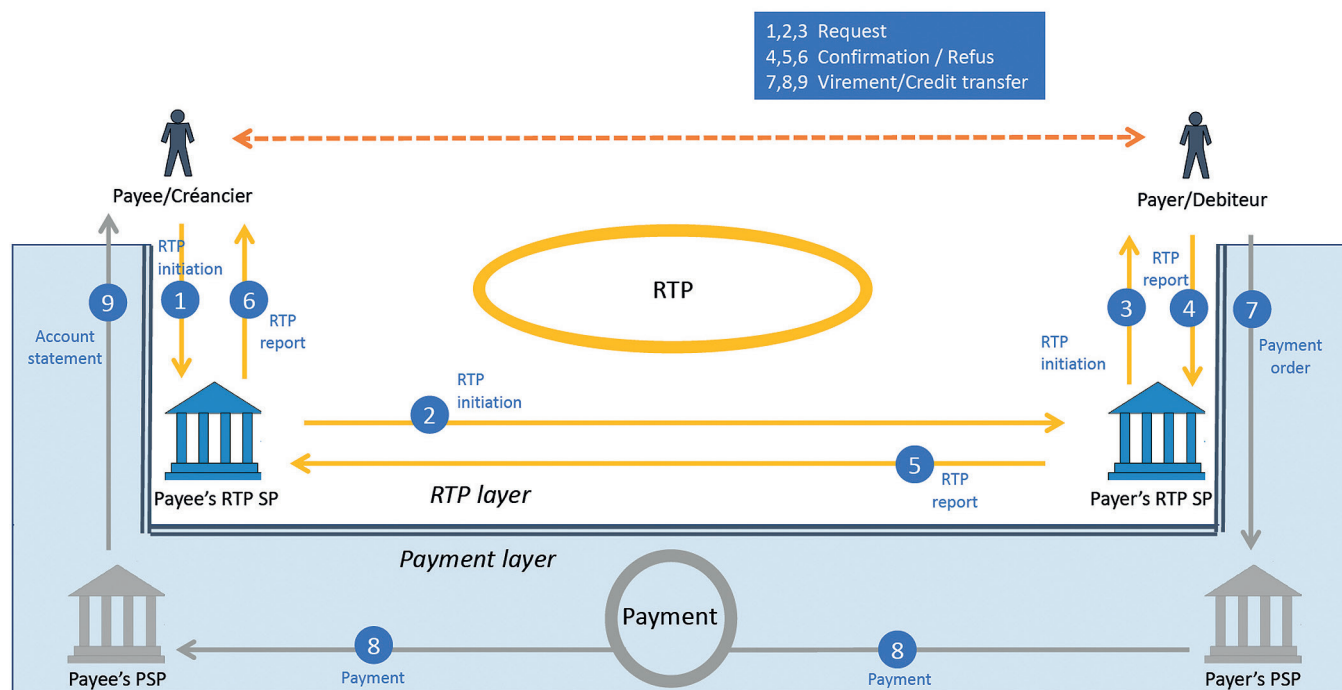 1,2,3 Request
4,5,6 Confirmation / Refus
7,8,9 Virement/Credit transfer
Payee/Créancier
Payer/Debiteur
RTP
initiation
1
6
RTP
report
9
Account
statement
RTP
3
RTP
initiation
RTP
report
4
7
Payment
order
2
RTP
initiation
5
RTP
report
Payee's RTP SP
RTP layer
Payer's RTP SP
Payment layer
Payment
8
Payment
8
Payment
Payee's PSP
Payer's PSP